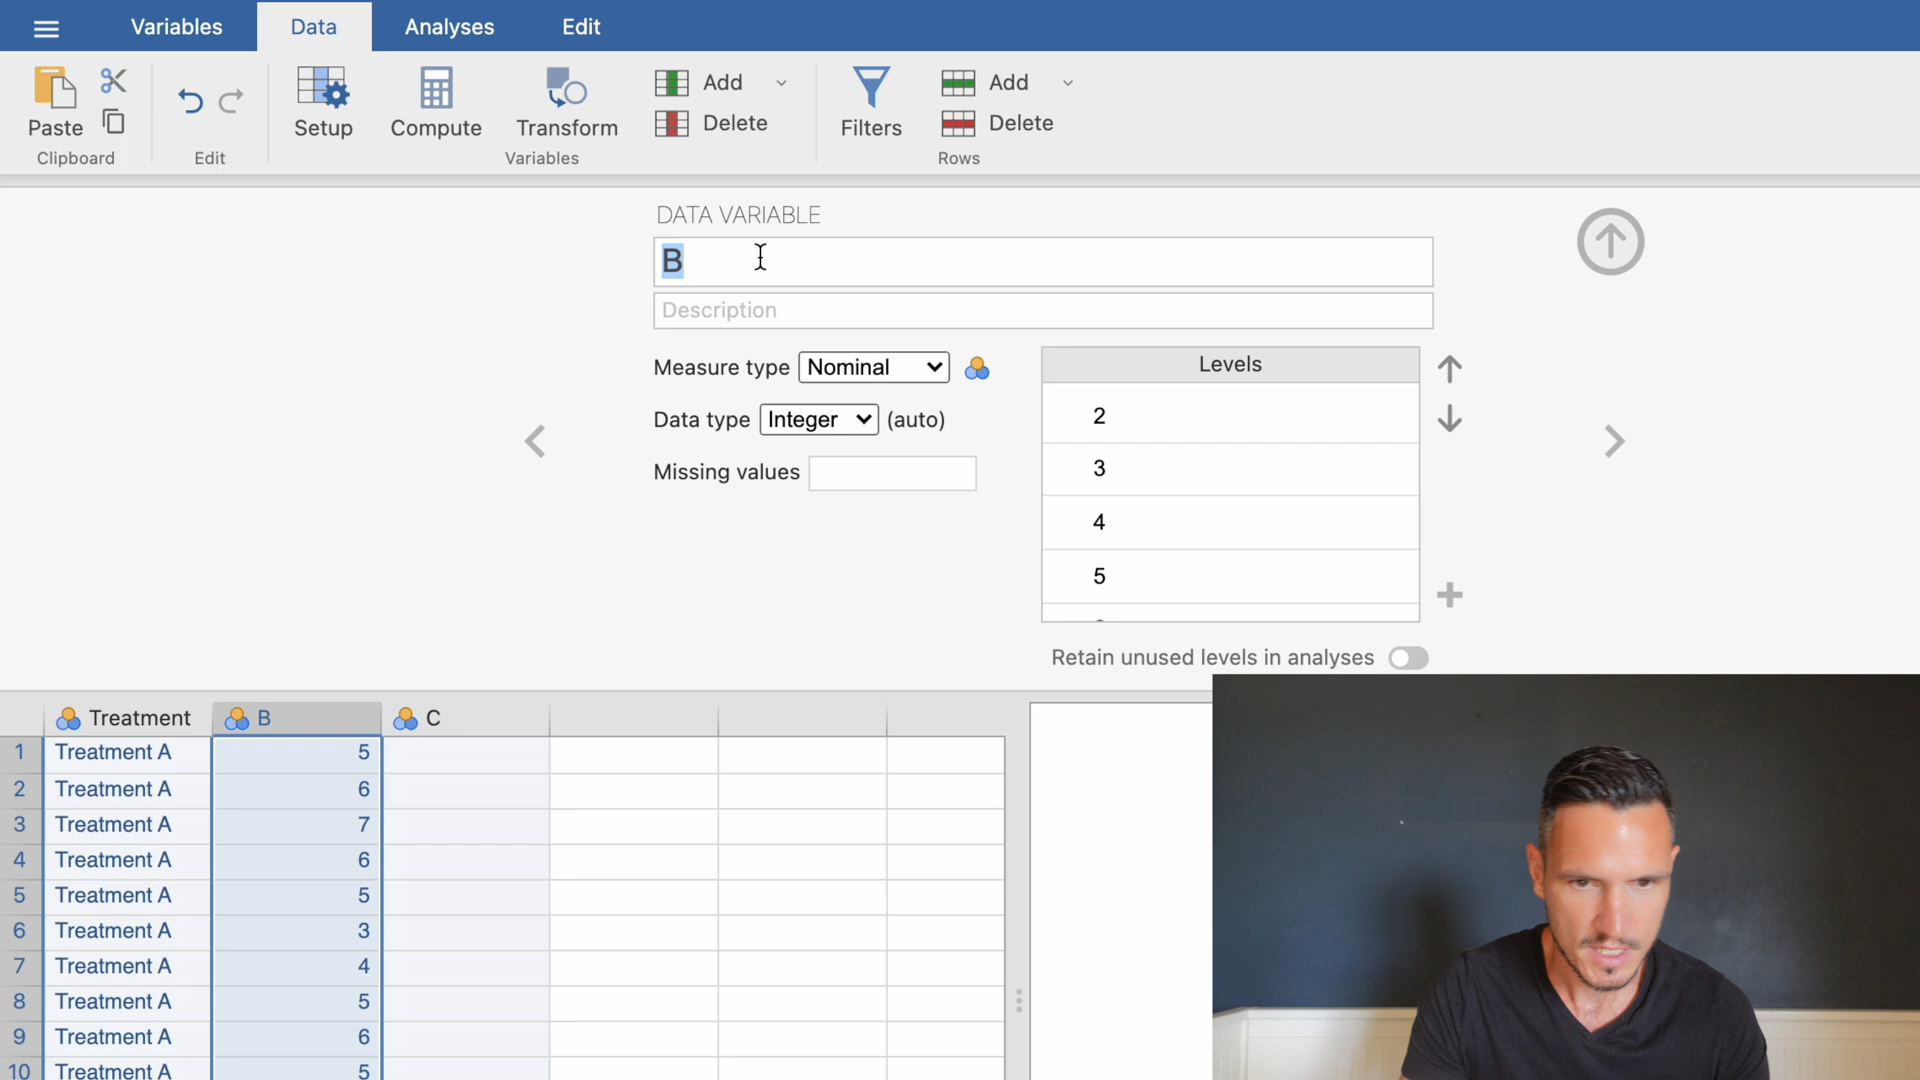 Variables Data Analyses Edit
Paste
Clipboard
Edit
Setup
Compute
Transform
Add
Delete
Variables
Filters
Add
Delete
Rows
DATA VARIABLE
B
Description
Measure type Nominal
Data type Integer (auto)
Missing values
Levels
2
3
4
5
Retain unused levels in analyses
Treatment B C
1 Treatment A 5
2 Treatment A 6
3 Treatment A 7
4 Treatment A 6
5 Treatment A 5
6 Treatment A 3
7 Treatment A 4
8 Treatment A 5
9 Treatment A 6
10 Treatment A 5